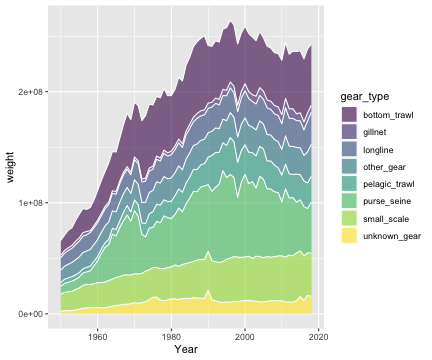 2e+08
1e+08
0e+00
weight
1960
1980
2000
2020
Year
gear_type
bottom_trawl
gillnet
longline
other_gear
pelagic_trawl
purse_seine
small_scale
unknown_gear